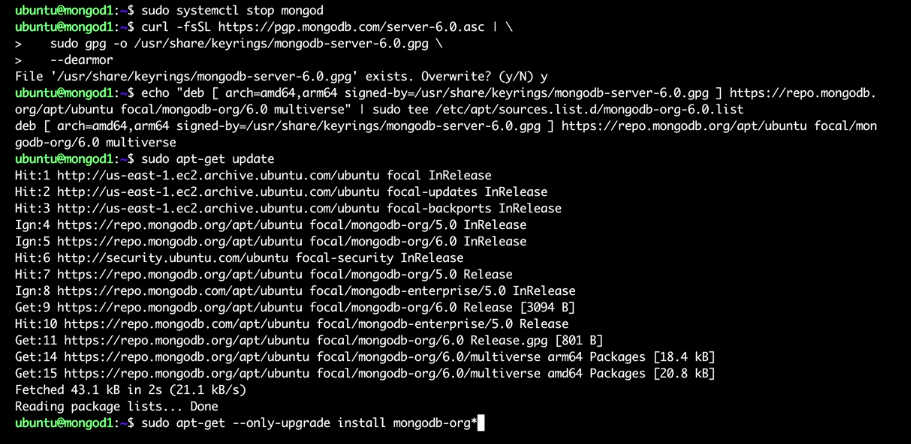 ubuntu@mongod1:~$ sudo systemctl stop mongod
ubuntu@mongod1:~$ curl -fsSL https://pgp.mongodb.com/server-6.0.asc | \
>    sudo gpg -o /usr/share/keyrings/mongodb-server-6.0.gpg \
>    --dearmor
File '/usr/share/keyrings/mongodb-server-6.0.gpg' exists. Overwrite? (y/N) y
ubuntu@mongod1:~$ echo "deb [ arch=amd64,arm64 signed-by=/usr/share/keyrings/mongodb-server-6.0.gpg ] https://repo.mongodb.
org/apt/ubuntu focal/mongodb-org/6.0 multiverse" | sudo tee /etc/apt/sources.list.d/mongodb-org-6.0.list
deb [ arch=amd64,arm64 signed-by=/usr/share/keyrings/mongodb-server-6.0.gpg ] https://repo.mongodb.org/apt/ubuntu focal/mon
godb-org/6.0 multiverse
ubuntu@mongod1:~$ sudo apt-get update
Hit:1 http://us-east-1.ec2.archive.ubuntu.com/ubuntu focal InRelease
Hit:2 http://us-east-1.ec2.archive.ubuntu.com/ubuntu focal-updates InRelease
Hit:3 http://us-east-1.ec2.archive.ubuntu.com/ubuntu focal-backports InRelease
Ign:4 https://repo.mongodb.org/apt/ubuntu focal/mongodb-org/5.0 InRelease
Ign:5 https://repo.mongodb.org/apt/ubuntu focal/mongodb-org/6.0 InRelease
Hit:6 http://security.ubuntu.com/ubuntu focal-security InRelease
Hit:7 https://repo.mongodb.org/apt/ubuntu focal/mongodb-org/5.0 Release
Ign:8 https://repo.mongodb.com/apt/ubuntu focal/mongodb-enterprise/5.0 InRelease
Get:9 https://repo.mongodb.org/apt/ubuntu focal/mongodb-org/6.0 Release [3094 B]
Hit:10 https://repo.mongodb.com/apt/ubuntu focal/mongodb-enterprise/5.0 Release
Get:11 https://repo.mongodb.org/apt/ubuntu focal/mongodb-org/6.0 Release.gpg [801 B]
Get:14 https://repo.mongodb.org/apt/ubuntu focal/mongodb-org/6.0/multiverse arm64 Packages [18.4 kB]
Get:15 https://repo.mongodb.org/apt/ubuntu focal/mongodb-org/6.0/multiverse amd64 Packages [20.8 kB]
Fetched 43.1 kB in 2s (21.1 kB/s)
Reading package lists... Done
ubuntu@mongod1:~$ sudo apt-get --only-upgrade install mongodb-org*